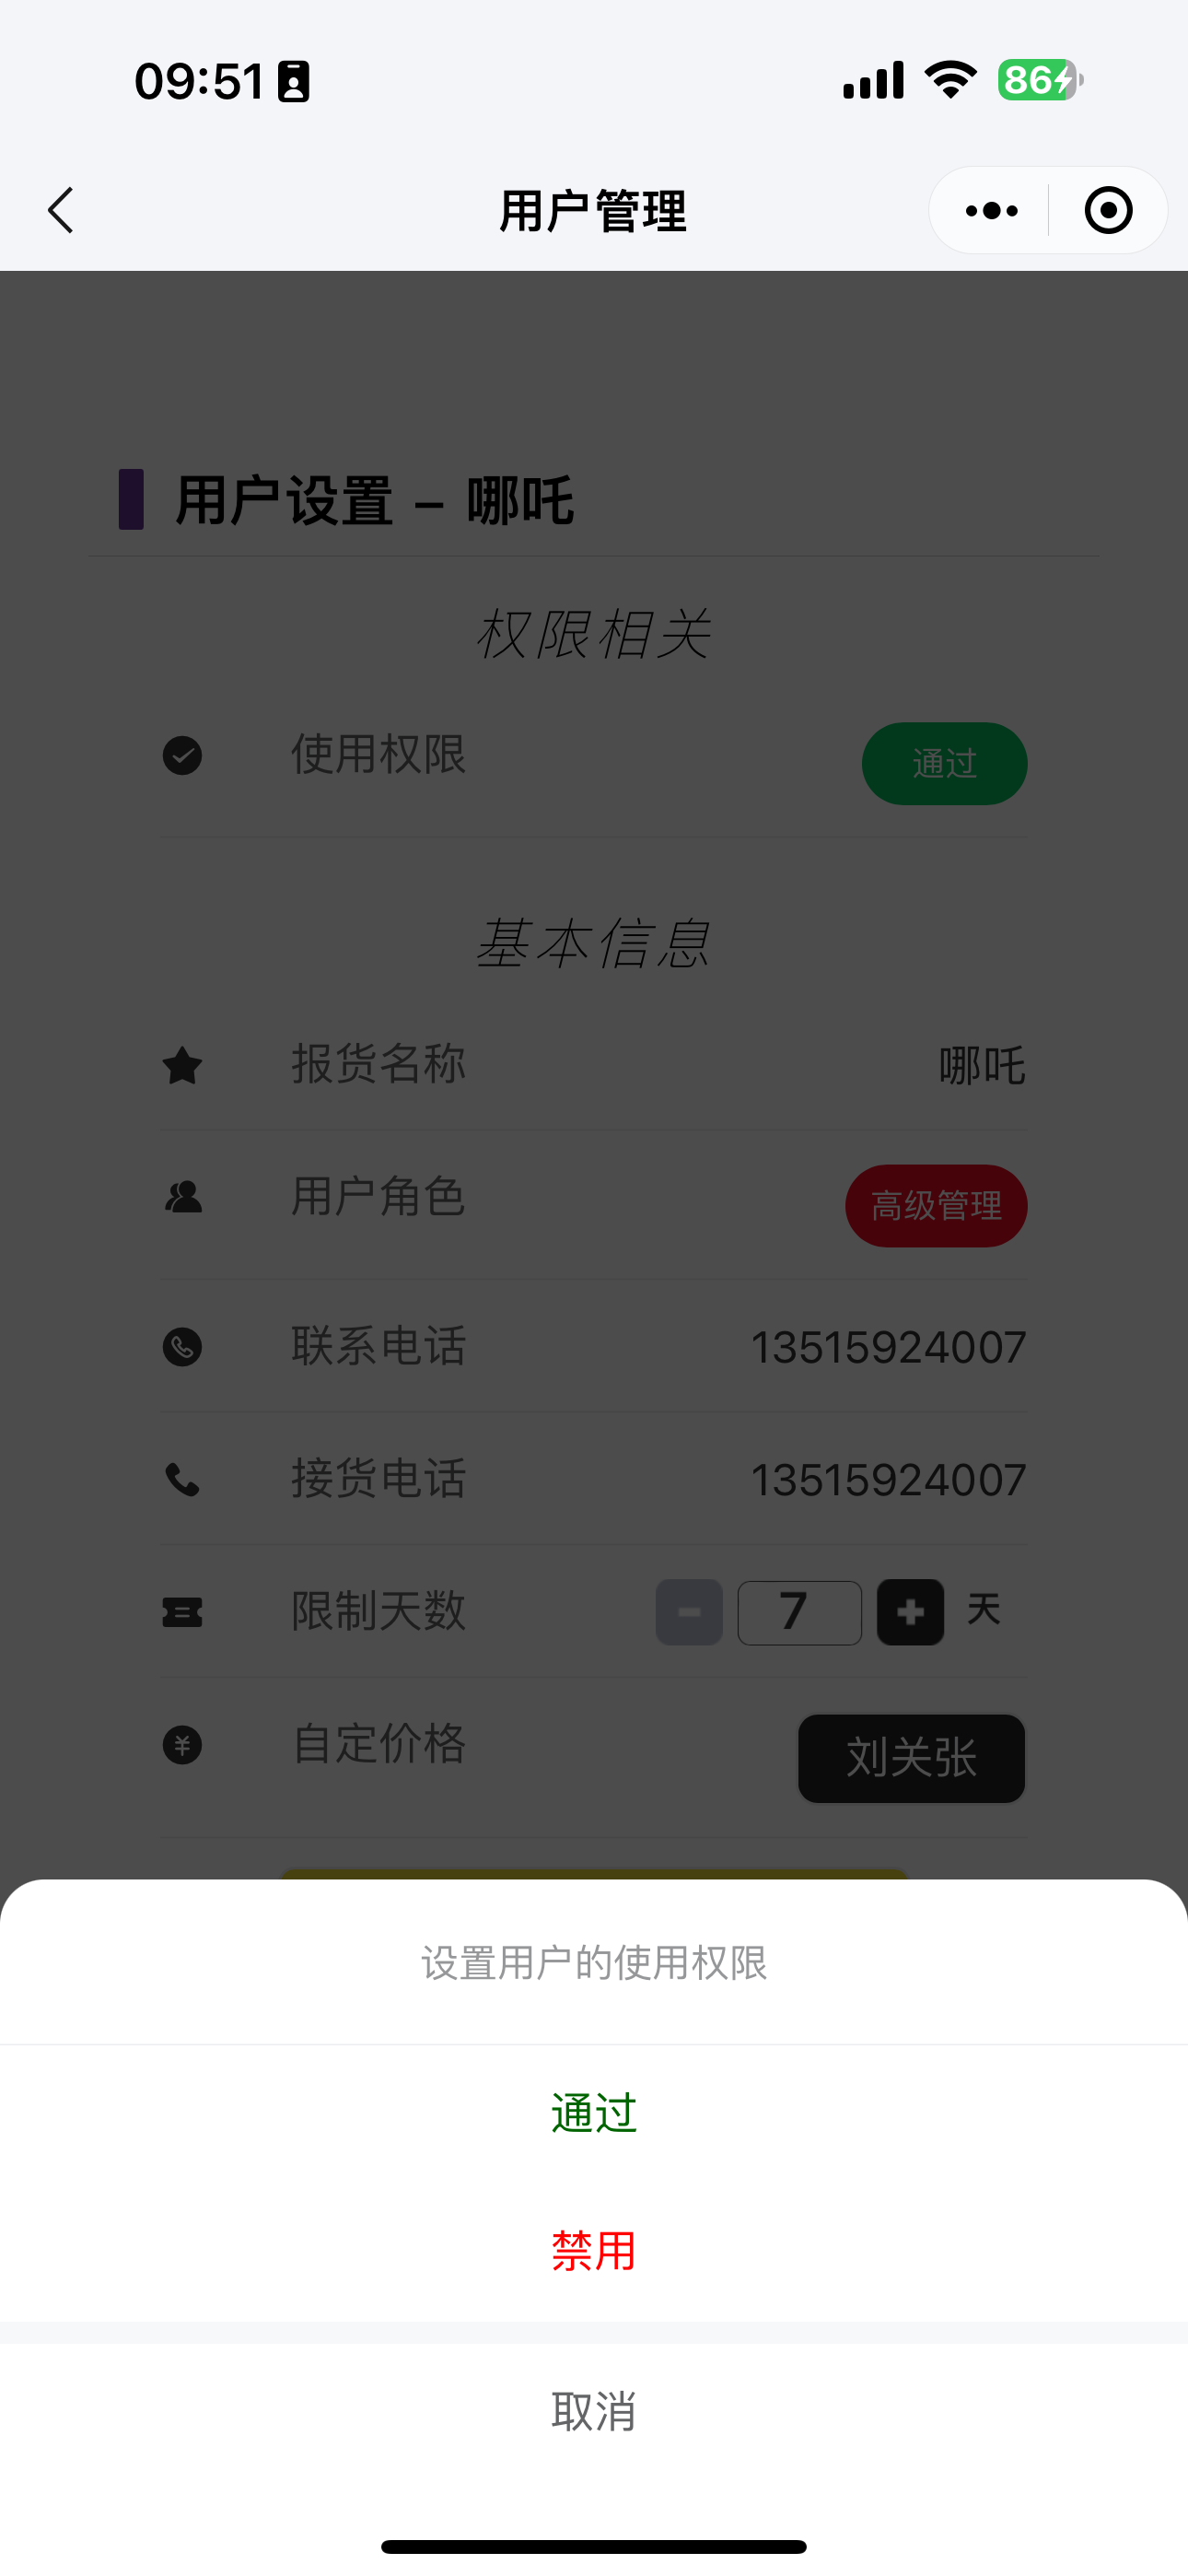 09:51
86
用户管理
用户设置 – 哪吒
权限相关
使用权限 通过
基本信息
报货名称 哪吒
用户角色 高级管理
联系电话 13515924007
接货电话 13515924007
限制天数 7 天
自定价格 刘关张
设置用户的使用权限
通过
禁用
取消